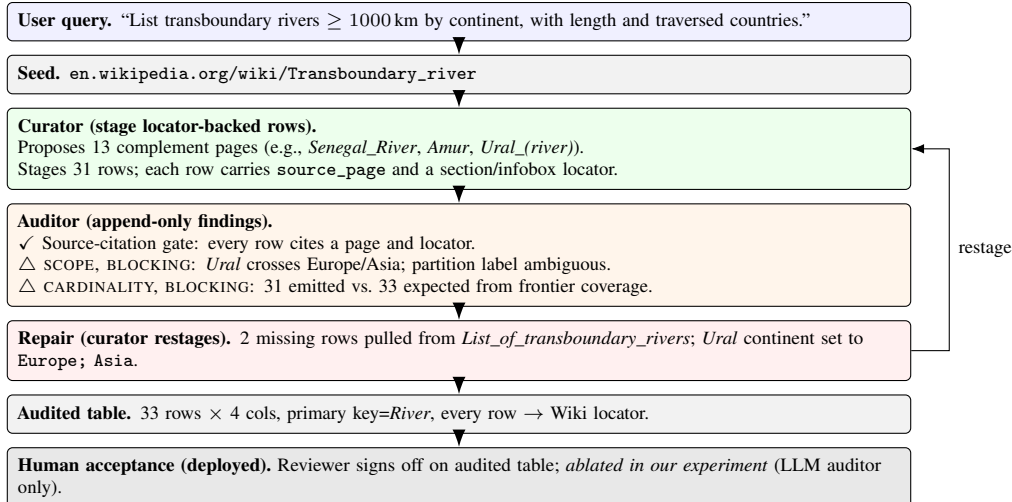 User query. “List transboundary rivers ≥ 1000 km by continent, with length and traversed countries.”
Seed. en.wikipedia.org/wiki/Transboundary_river
Curator (stage locator-backed rows).
Proposes 13 complement pages (e.g., Senegal_River, Amur, Ural_(river)).
Stages 31 rows; each row carries source_page and a section/infobox locator.
Auditor (append-only findings).
✓ Source-citation gate: every row cites a page and locator.
△ SCOPE, BLOCKING: Ural crosses Europe/Asia; partition label ambiguous.
△ CARDINALITY, BLOCKING: 31 emitted vs. 33 expected from frontier coverage.
restage
Repair (curator restages). 2 missing rows pulled from List_of_transboundary_rivers; Ural continent set to
Europe; Asia.
Audited table. 33 rows × 4 cols, primary key=River, every row → Wiki locator.
Human acceptance (deployed). Reviewer signs off on audited table; ablated in our experiment (LLM auditor
only).